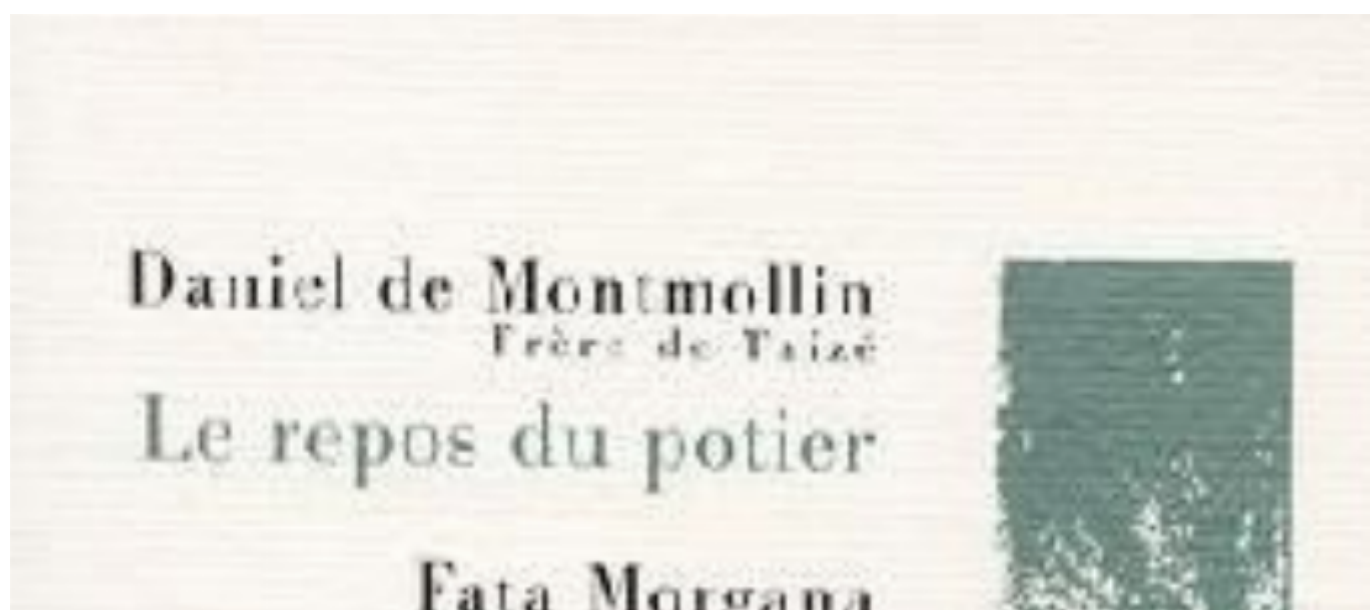 Daniel de Montmollin
Frère de Taizé
Le repos du potier
Fata Morgana